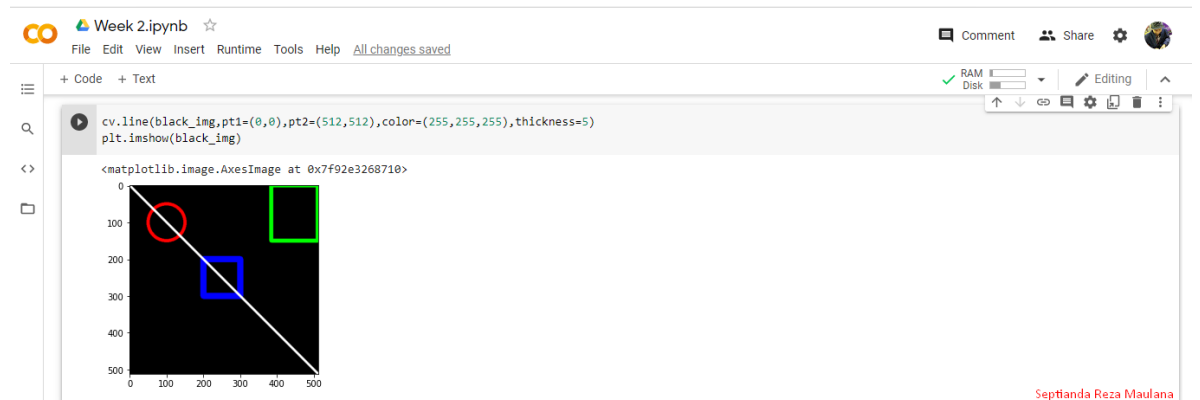 Week 2.ipynb
File Edit View Insert Runtime Tools Help All changes saved
Comment Share
+ Code + Text
RAM
Disk
Editing
cv.line(black_img,pt1=(0,0),pt2=(512,512),color=(255,255,255),thickness=5)
plt.imshow(black_img)
<matplotlib.image.AxesImage at 0x7f92e3268710>
0
100
200
300
400
500
0 100 200 300 400 500
Septianda Reza Maulana